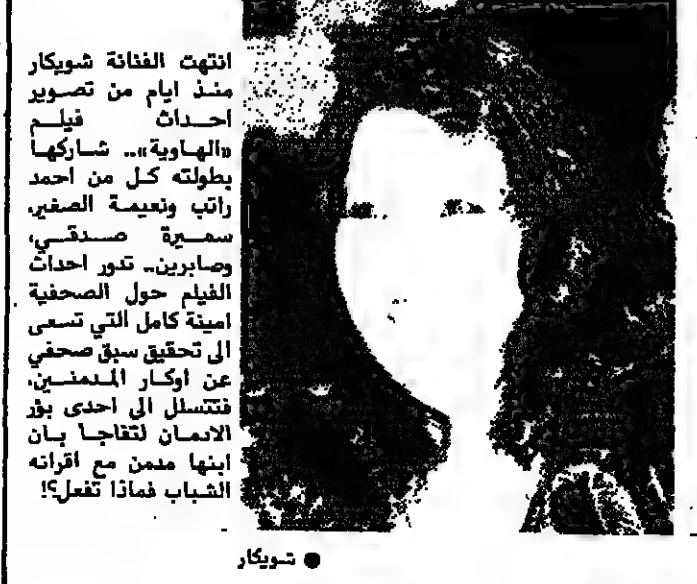 انتهت الفنانة شويكار
منذ ايام من تصوير
احداث فيلم
«الهاوية».. شاركها
بطولته كل من احمد
راتب ونعيمة الصغير،
سميرة صدقي،
وصابرين.. تدور احداث
الفيلم حول الصحفية
امينة كامل التي تسعى
الى تحقيق سبق صحفي
عن اوكار المدمنين،
فتتسلل الى احدى بؤر
الادمان لتفاجأ بان
ابنها مدمن مع اقرانه
الشباب فماذا تفعل؟!
● شويكار